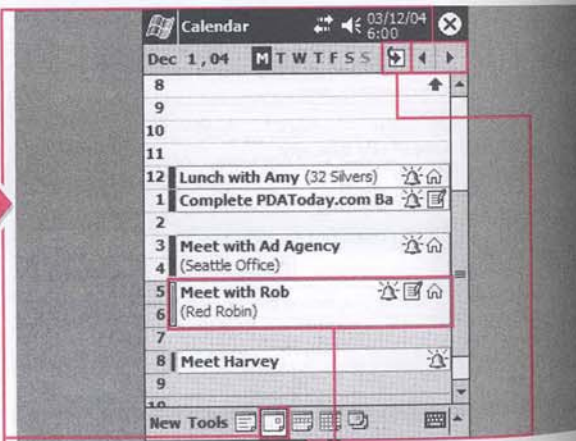 Calendar 03/12/04
6:00
Dec 1 , 04 M T W T F S S
8
9
10
11
12 Lunch with Amy (32 Silvers)
1 Complete PDAToday.com Ba
2
3 Meet with Ad Agency
4 (Seattle Office)
5 Meet with Rob
6 (Red Robin)
7
8 Meet Harvey
9
10
New Tools